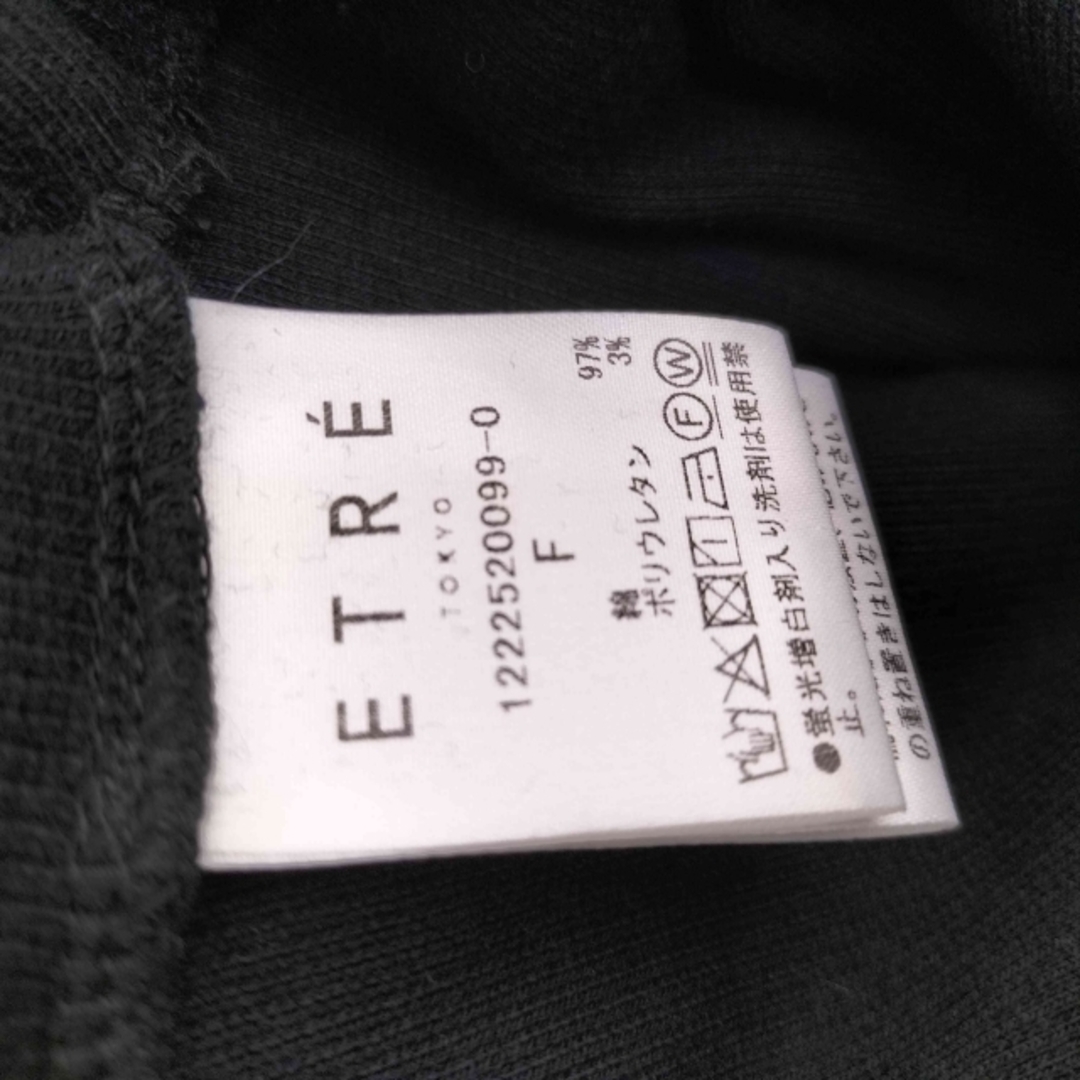 ETRÉ
TOKYO
1222520099-0
F
綿 97%
ポリウレタン 3%
F W
●蛍光増白剤入り洗剤は使用禁
止。
の重ね置きはしないで下さい。